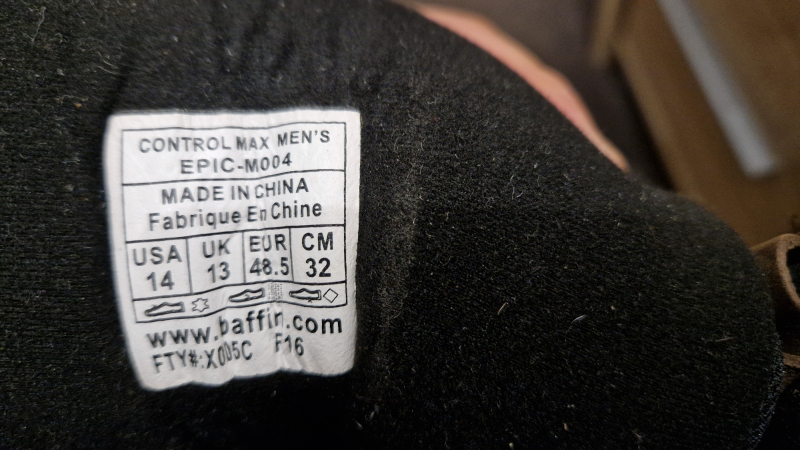 CONTROL MAX MEN'S
EPIC-M004
MADE IN CHINA
Fabrique En Chine
USA UK EUR CM
14 13 48.5 32
www.baffin.com
FTY#:X005C F16